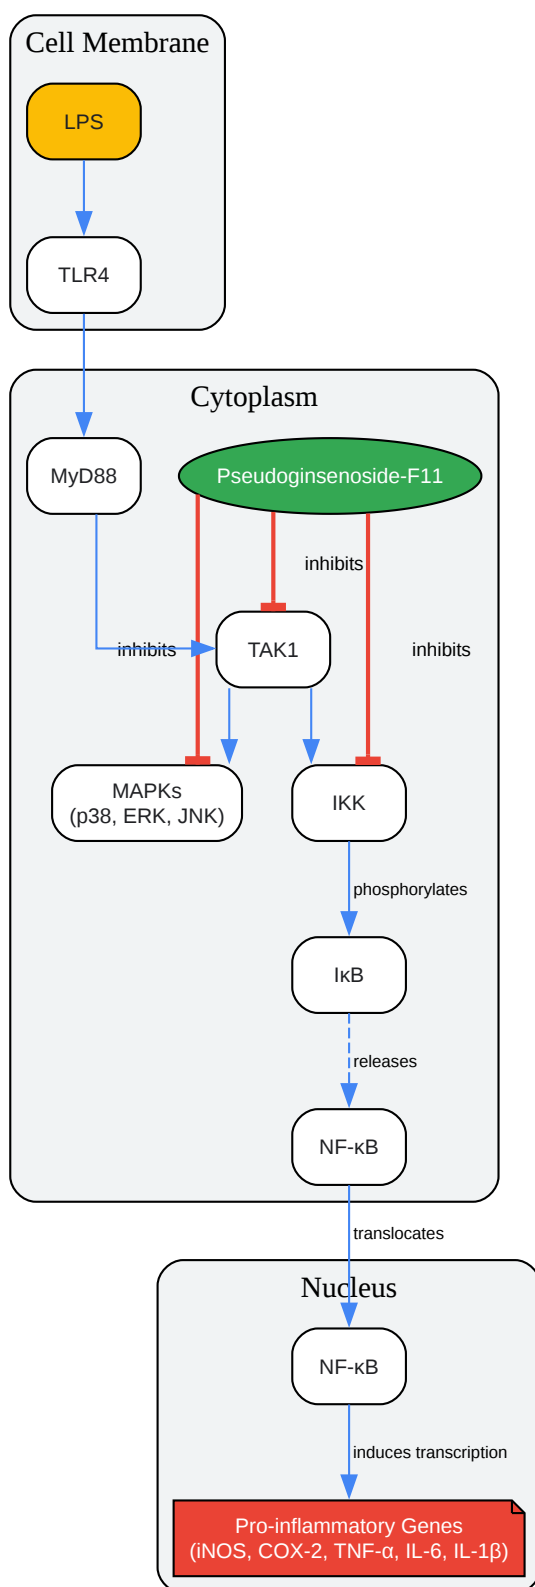 Cell Membrane
LPS
TLR4
Cytoplasm
MyD88
Pseudoginsenoside-F11
inhibits
inhibits
TAK1
inhibits
MAPKs
(p38, ERK, JNK)
IKK
phosphorylates
IκB
releases
NF-κB
translocates
Nucleus
NF-κB
induces transcription
Pro-inflammatory Genes
(iNOS, COX-2, TNF-α, IL-6, IL-1β)